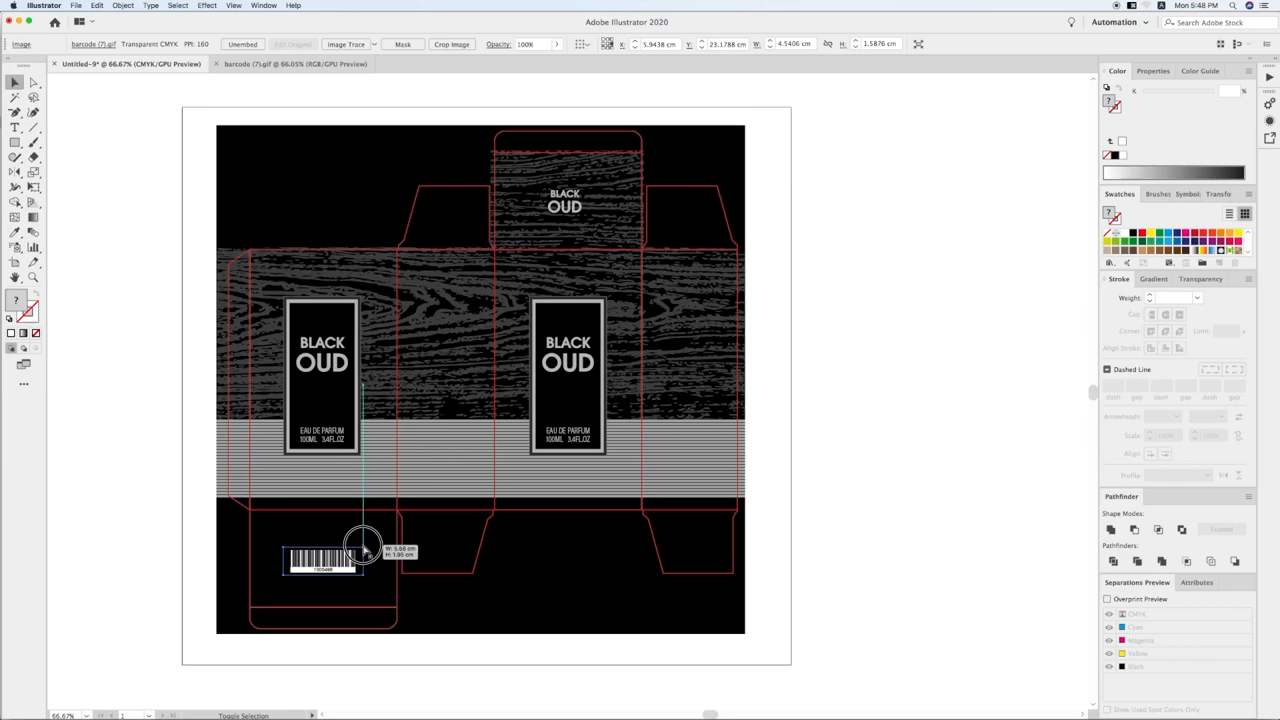 Illustrator File Edit Object Type Select Effect View Window Help
Mon 5:48 PM
Adobe Illustrator 2020
Automation
Search Adobe Stock
Image barcode (7).gif Transparent CMYK PPI: 160 Unembed Edit Original Image Trace Mask Crop Image Opacity: 100% X: 5.9438 cm Y: 23.1788 cm W: 4.5406 cm H: 1.5876 cm
× Untitled-9* @ 66.67% (CMYK/GPU Preview) × barcode (7).gif @ 66.05% (RGB/GPU Preview)
Color Properties Color Guide
K
%
Swatches Brushes Symbols Transfo
Stroke Gradient Transparency
Weight:
Cap:
Corner: Limit: x
Align Stroke:
Dashed Line
dash gap dash gap dash gap
Arrowheads:
Scale: 100% 100%
Align:
Profile:
Pathfinder
Shape Modes:
Expand
Pathfinders:
Separations Preview Attributes
Overprint Preview
CMYK
Cyan
Magenta
Yellow
Black
Show Used Spot Colors Only
BLACK
OUD
BLACK
OUD
EAU DE PARFUM
100ML 3.4FL.OZ
BLACK
OUD
EAU DE PARFUM
100ML 3.4FL.OZ
W: 5.58 cm
H: 1.95 cm
66.67% 1 Toggle Selection